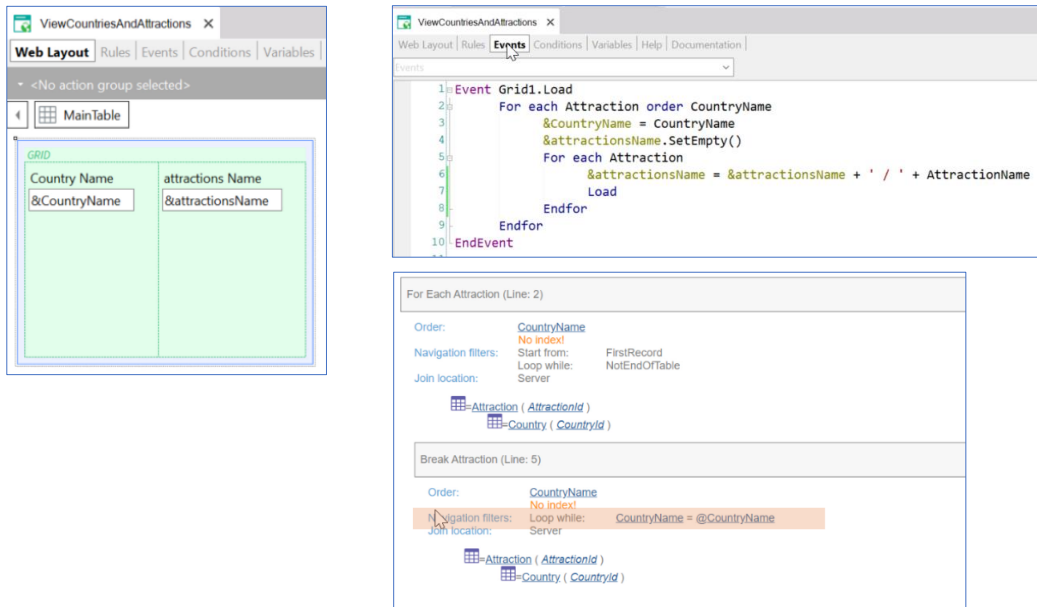 ViewCountriesAndAttractions X
Web Layout Rules Events Conditions Variables
<No action group selected>
MainTable
GRID
Country Name attractions Name
&CountryName &attractionsName
ViewCountriesAndAttractions X
Web Layout Rules Events Conditions Variables Help Documentation
Events
1 Event Grid1.Load
2 For each Attraction order CountryName
3 &CountryName = CountryName
4 &attractionsName.SetEmpty()
5 For each Attraction
6 &attractionsName = &attractionsName + ' / ' + AttractionName
7 Load
8 Endfor
9 Endfor
10 EndEvent
For Each Attraction (Line: 2)
Order: CountryName
No index!
Navigation filters: Start from: FirstRecord
Loop while: NotEndOfTable
Join location: Server
=Attraction ( AttractionId )
=Country ( CountryId )
Break Attraction (Line: 5)
Order: CountryName
No index!
Navigation filters: Loop while: CountryName = @CountryName
Join location: Server
=Attraction ( AttractionId )
=Country ( CountryId )